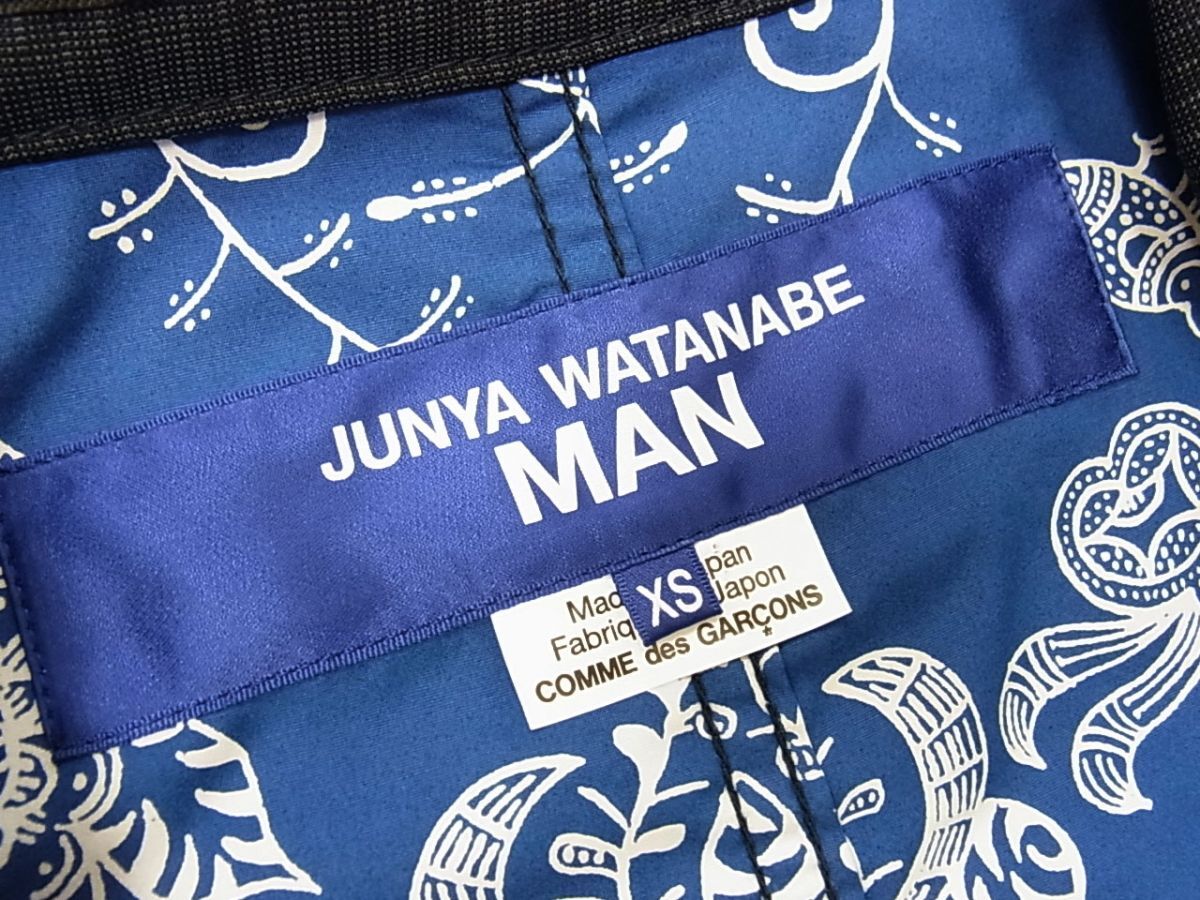 JUNYA WATANABE
MAN
XS
Mad pan
Fabriq Japon
COMME des GARÇONS
*